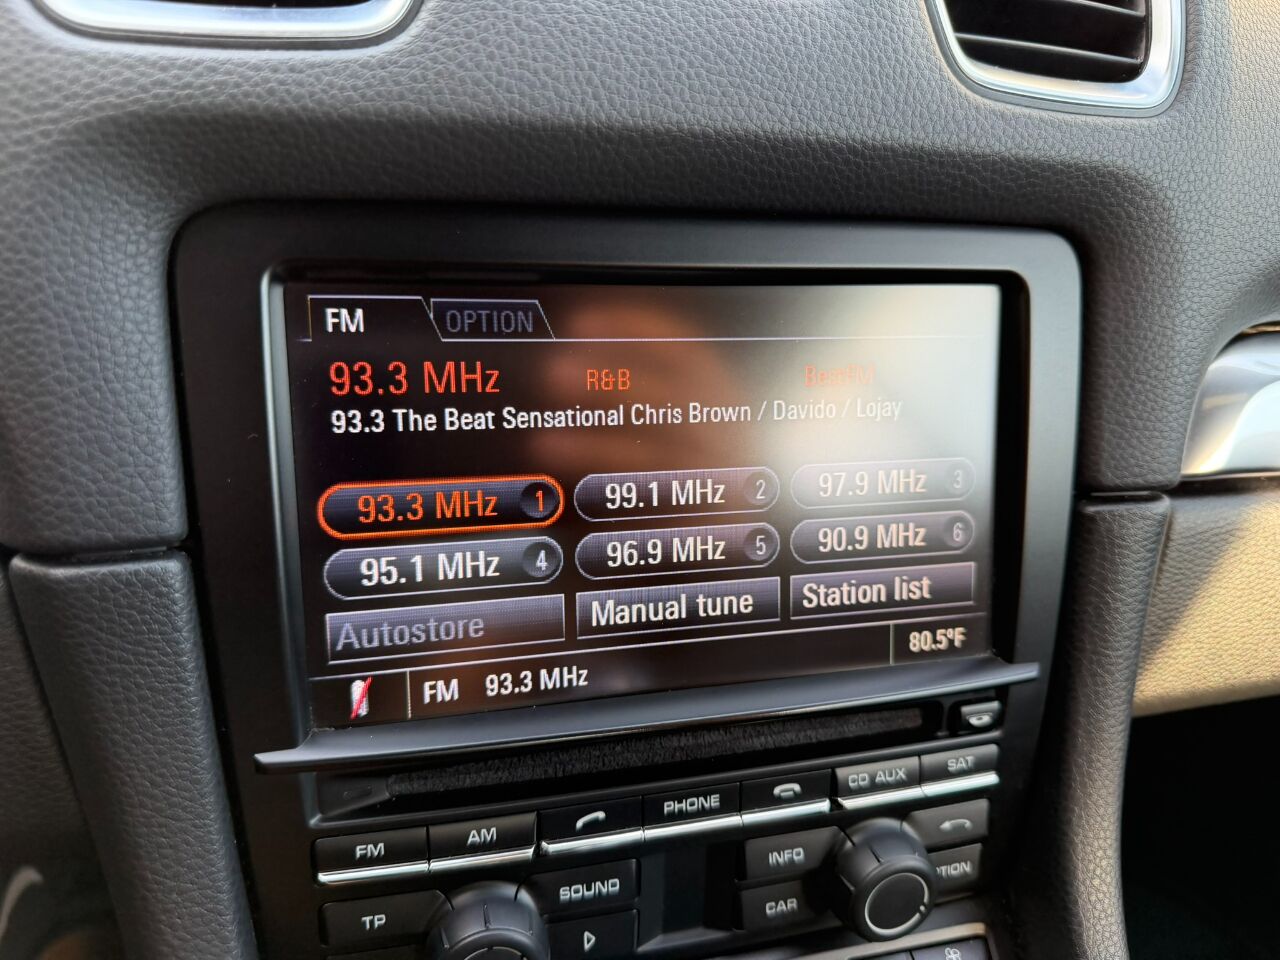 FM OPTION
93.3 MHz R&B
93.3 The Beat Sensational Chris Brown / Davido / Lojay
93.3 MHz 1 99.1 MHz 2 97.9 MHz 3
95.1 MHz 4 96.9 MHz 5 90.9 MHz 6
Autostore Manual tune Station list
FM 93.3 MHz 80.5°F
FM AM PHONE CD AUX SAT
TP SOUND INFO
CAR